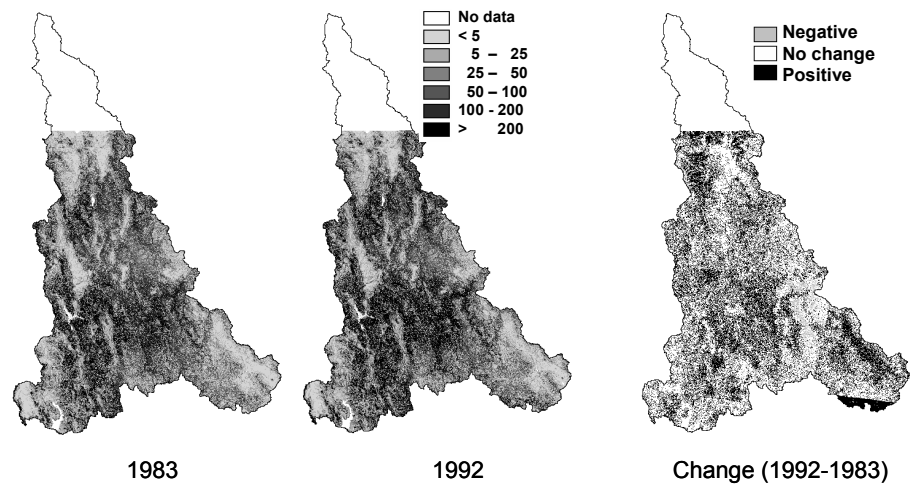 No data
< 5
5 – 25
25 – 50
50 – 100
100 - 200
> 200
Negative
No change
Positive
1983
1992
Change (1992-1983)